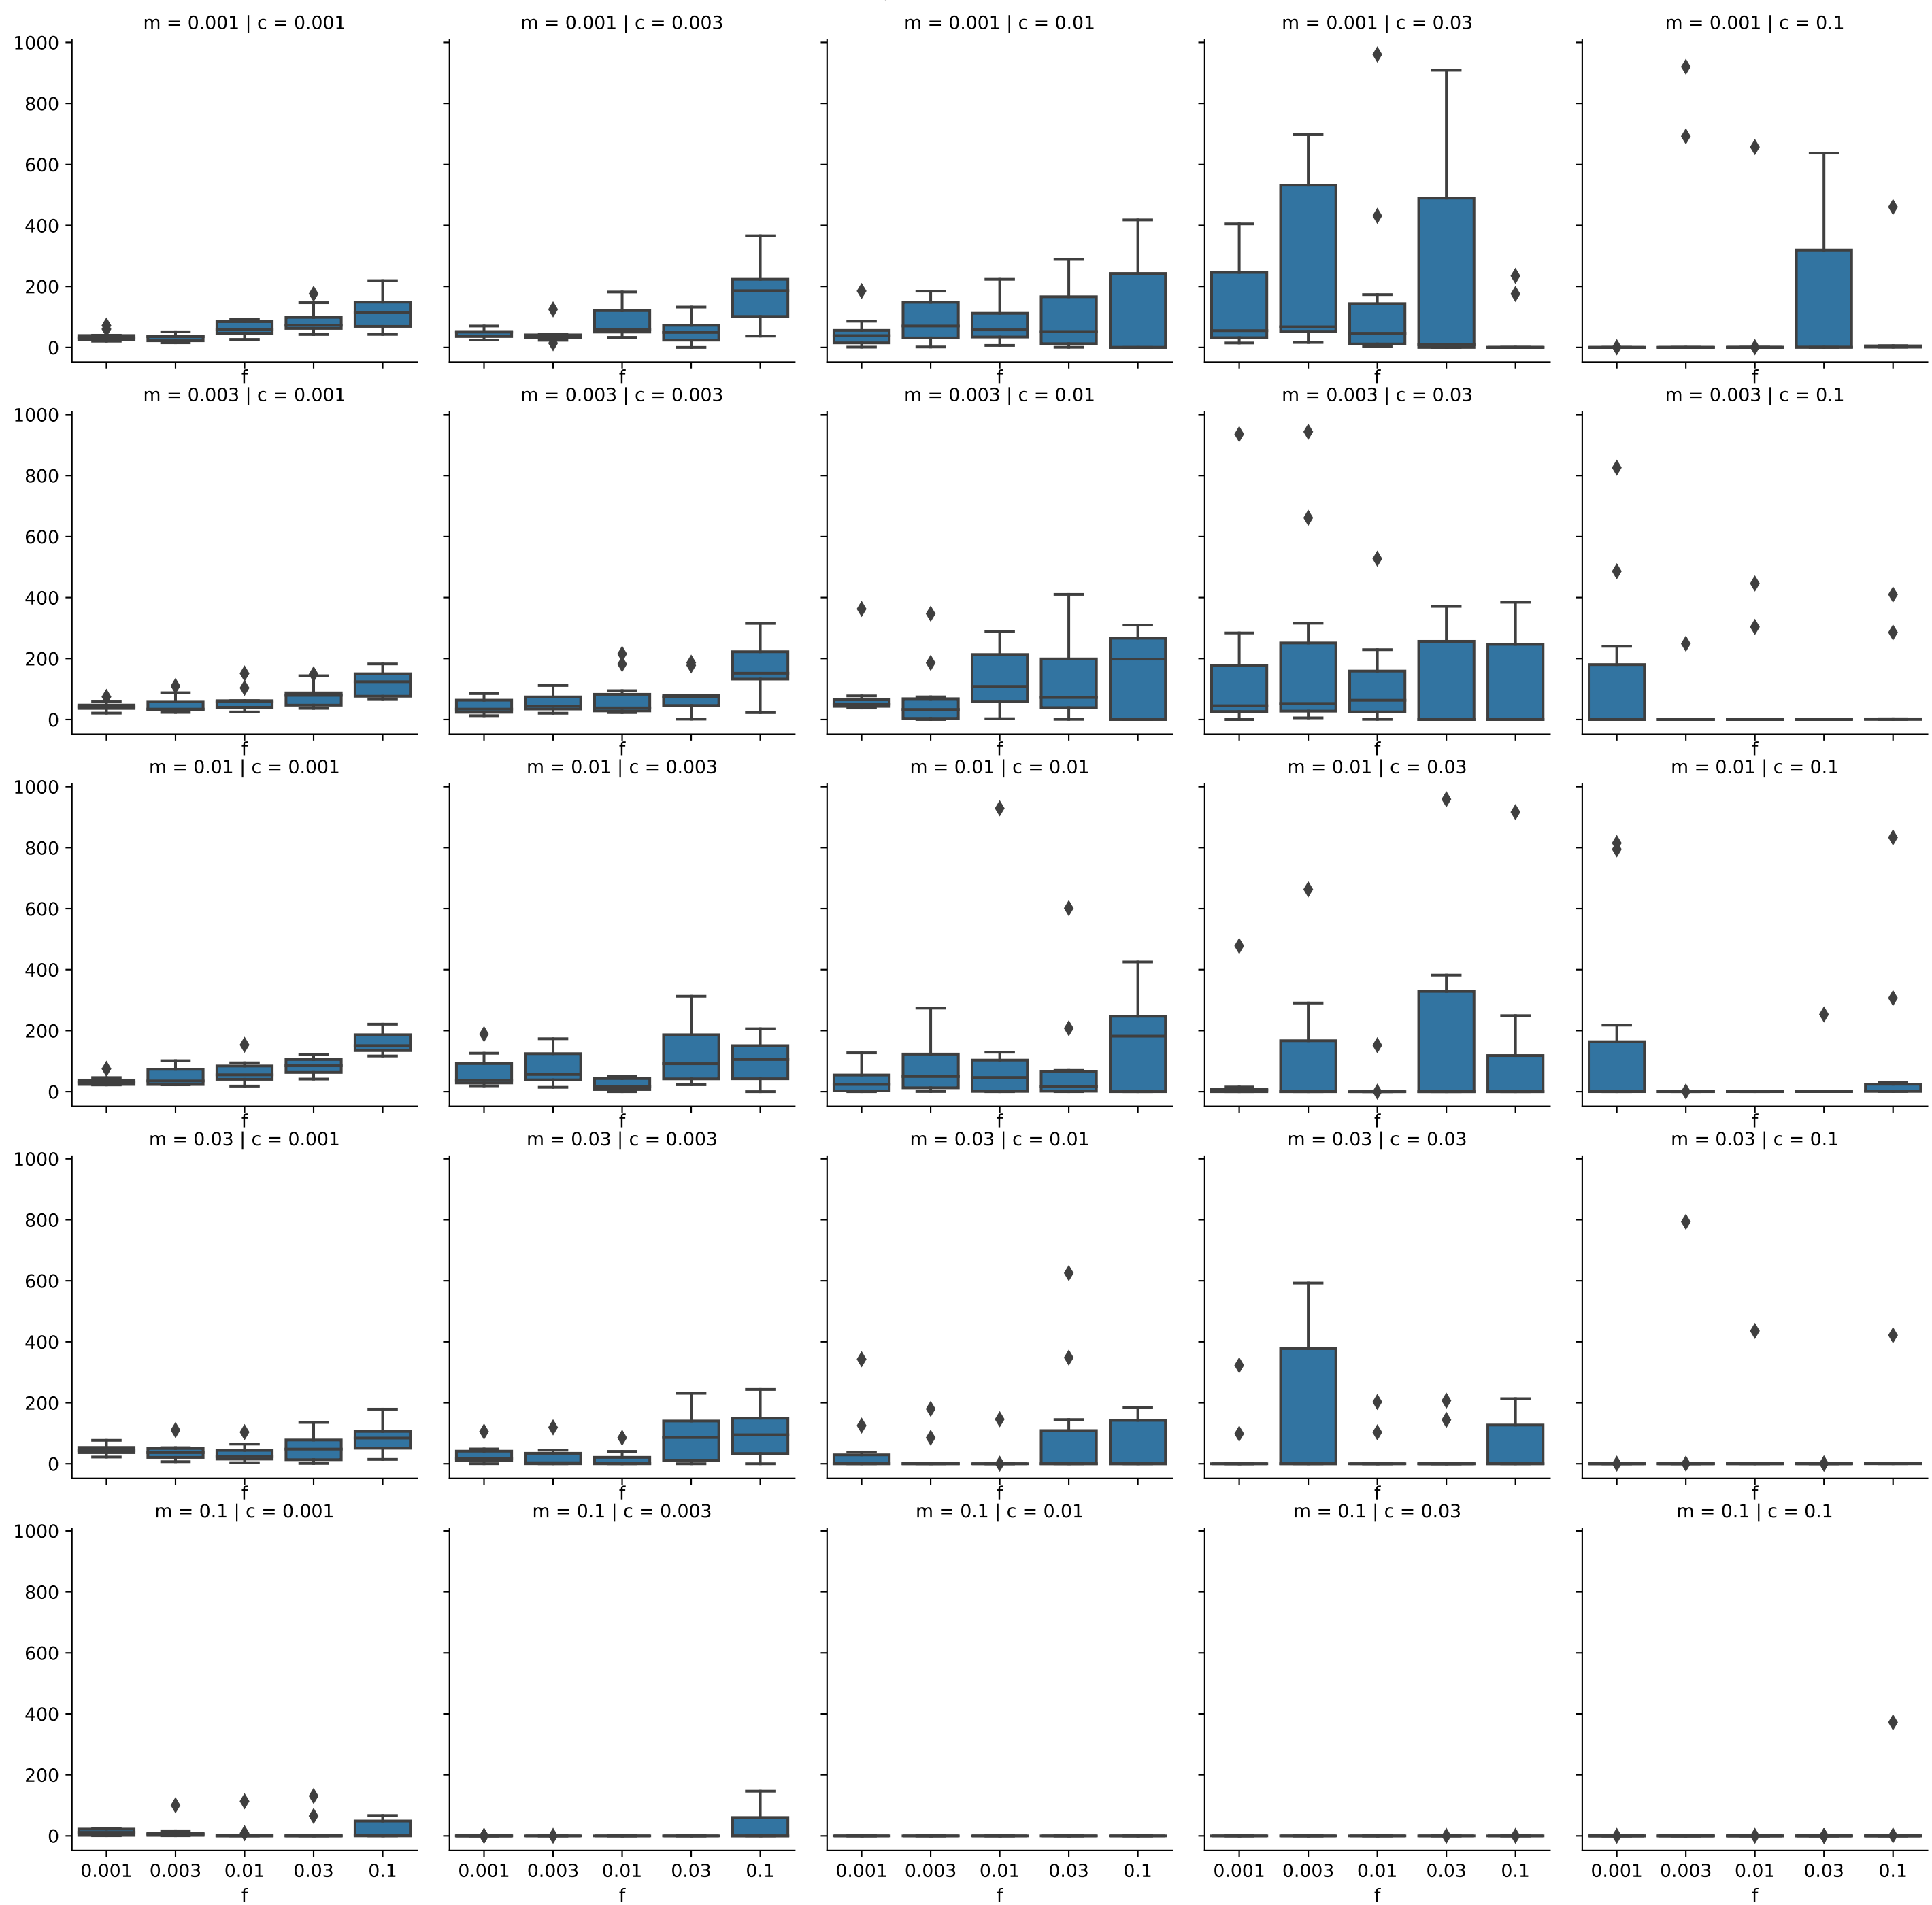 m = 0.001 | c = 0.001 m = 0.001 | c = 0.003 m = 0.001 | c = 0.01 m = 0.001 | c = 0.03 m = 0.001 | c = 0.1
1000
800
600
400
200
0
f f f f f
m = 0.003 | c = 0.001 m = 0.003 | c = 0.003 m = 0.003 | c = 0.01 m = 0.003 | c = 0.03 m = 0.003 | c = 0.1
1000
800
600
400
200
0
f f f f f
m = 0.01 | c = 0.001 m = 0.01 | c = 0.003 m = 0.01 | c = 0.01 m = 0.01 | c = 0.03 m = 0.01 | c = 0.1
1000
800
600
400
200
0
f f f f f
m = 0.03 | c = 0.001 m = 0.03 | c = 0.003 m = 0.03 | c = 0.01 m = 0.03 | c = 0.03 m = 0.03 | c = 0.1
1000
800
600
400
200
0
f f f f f
m = 0.1 | c = 0.001 m = 0.1 | c = 0.003 m = 0.1 | c = 0.01 m = 0.1 | c = 0.03 m = 0.1 | c = 0.1
1000
800
600
400
200
0
0.001 0.003 0.01 0.03 0.1 0.001 0.003 0.01 0.03 0.1 0.001 0.003 0.01 0.03 0.1 0.001 0.003 0.01 0.03 0.1 0.001 0.003 0.01 0.03 0.1
f f f f f